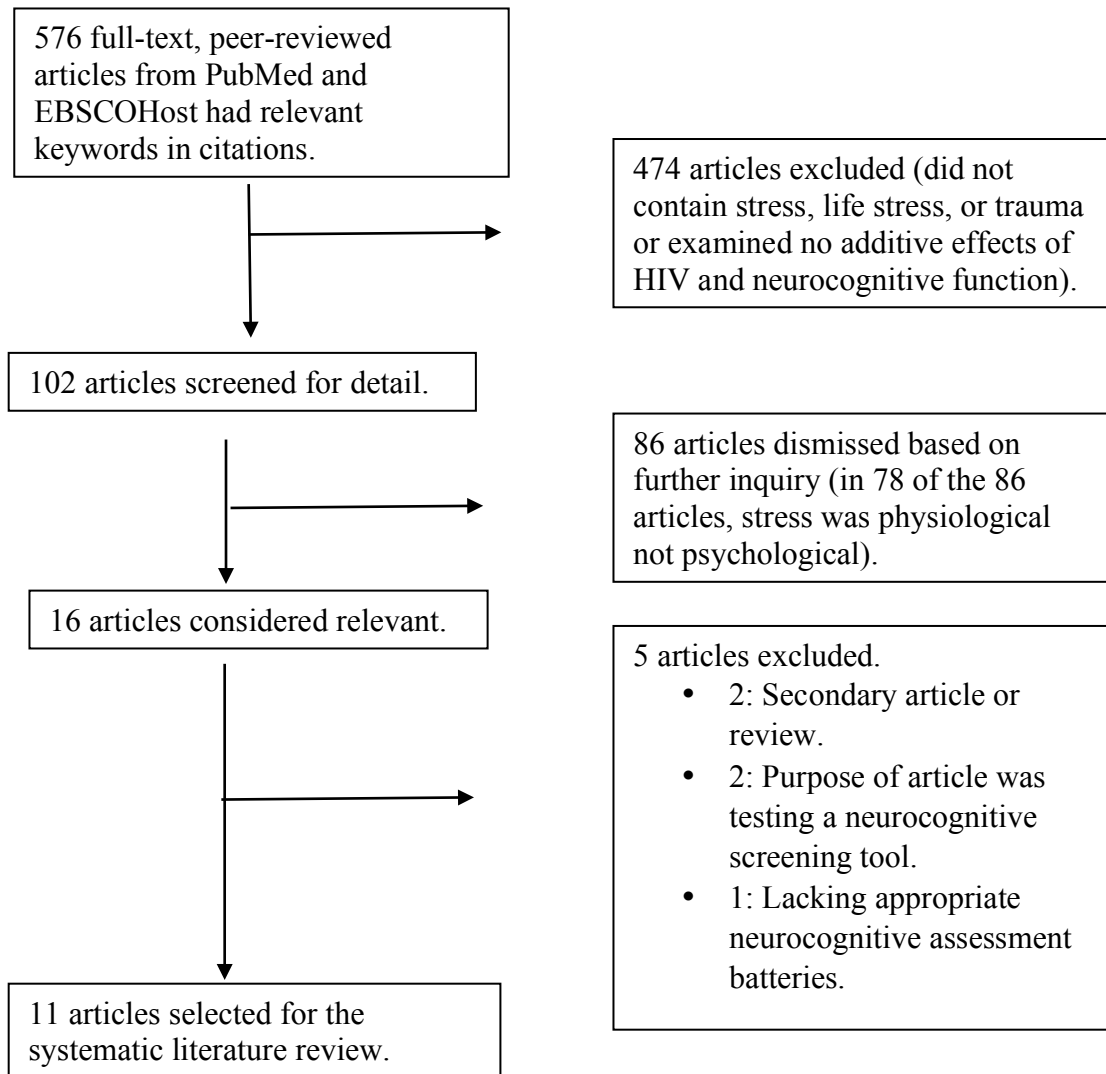 576 full-text, peer-reviewed
articles from PubMed and
EBSCOHost had relevant
keywords in citations.
474 articles excluded (did not
contain stress, life stress, or trauma
or examined no additive effects of
HIV and neurocognitive function).
102 articles screened for detail.
86 articles dismissed based on
further inquiry (in 78 of the 86
articles, stress was physiological
not psychological).
16 articles considered relevant.
5 articles excluded.
• 2: Secondary article or
review.
• 2: Purpose of article was
testing a neurocognitive
screening tool.
• 1: Lacking appropriate
neurocognitive assessment
batteries.
11 articles selected for the
systematic literature review.